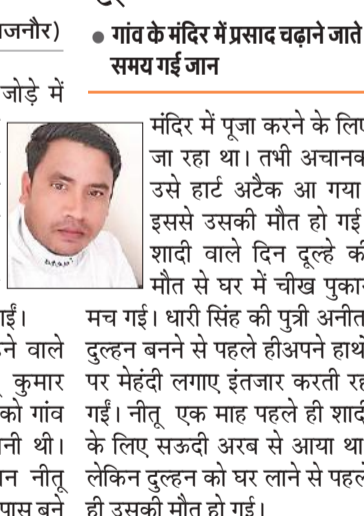 जनौर)
जोड़े में
गाईं।
ने वाले
कुमार
को गांव
नी थी।
न नीतू
पास बने
● गांव के मंदिर में प्रसाद चढ़ाने जाते
समय गई जान
मंदिर में पूजा करने के लिए
जा रहा था। तभी अचानक
उसे हार्ट अटैक आ गया
इससे उसकी मौत हो गई
शादी वाले दिन दूल्हे की
मौत से घर में चीख पुका
मच गई। धारी सिंह की पुत्री अनीत
दुल्हन बनने से पहले हीअपने हाथों
पर मेहंदी लगाए इंतजार करती रह
गईं। नीतू एक माह पहले ही शादी
के लिए सऊदी अरब से आया था
लेकिन दुल्हन को घर लाने से पहले
ही उसकी मौत हो गई।